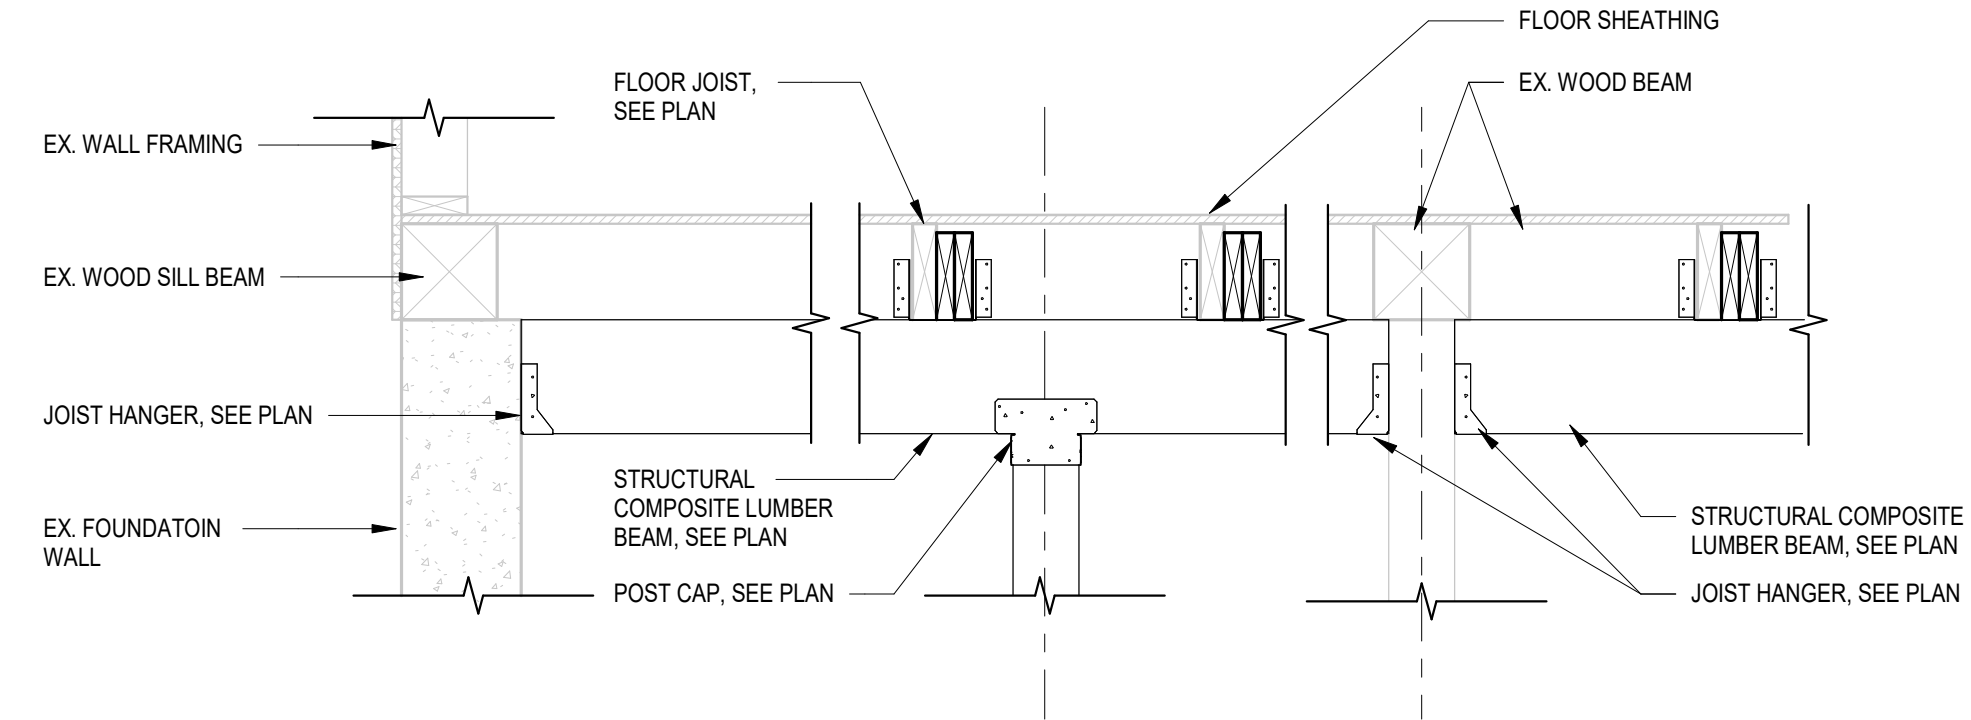 FLOOR SHEATHING
FLOOR JOIST,
SEE PLAN
EX. WOOD BEAM
EX. WALL FRAMING
EX. WOOD SILL BEAM
JOIST HANGER, SEE PLAN
EX. FOUNDATOIN
WALL
STRUCTURAL
COMPOSITE LUMBER
BEAM, SEE PLAN
POST CAP, SEE PLAN
STRUCTURAL COMPOSITE
LUMBER BEAM, SEE PLAN
JOIST HANGER, SEE PLAN